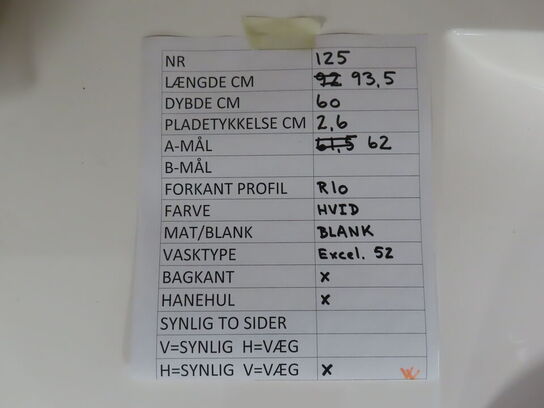 NR 125
LÆNGDE CM 92 93,5
DYBDE CM 60
PLADETYKKELSE CM 2,6
A-MÅL 61,5 62
B-MÅL
FORKANT PROFIL R10
FARVE HVID
MAT/BLANK BLANK
VASKTYPE Excel. 52
BAGKANT x
HANEHUL x
SYNLIG TO SIDER
V=SYNLIG H=VÆG
H=SYNLIG V=VÆG x